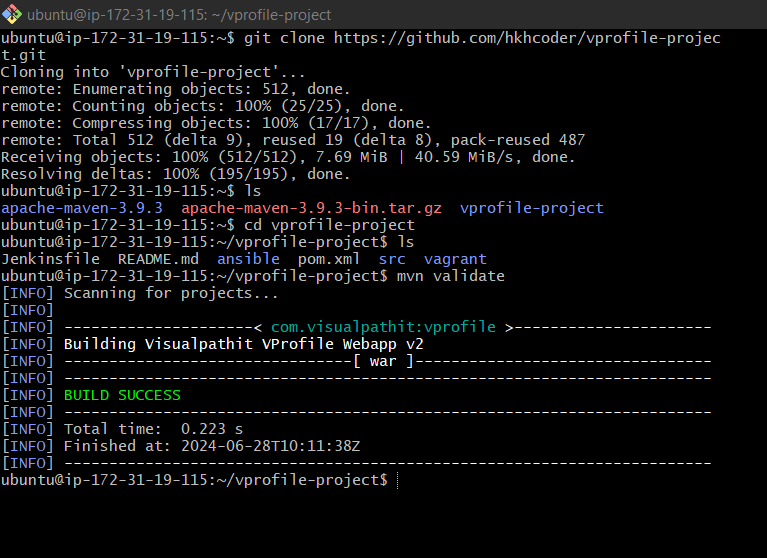 ubuntu@ip-172-31-19-115: ~/vprofile-project
ubuntu@ip-172-31-19-115:~$ git clone https://github.com/hkhcoder/vprofile-projec
t.git
Cloning into 'vprofile-project'...
remote: Enumerating objects: 512, done.
remote: Counting objects: 100% (25/25), done.
remote: Compressing objects: 100% (17/17), done.
remote: Total 512 (delta 9), reused 19 (delta 8), pack-reused 487
Receiving objects: 100% (512/512), 7.69 MiB | 40.59 MiB/s, done.
Resolving deltas: 100% (195/195), done.
ubuntu@ip-172-31-19-115:~$ ls
apache-maven-3.9.3  apache-maven-3.9.3-bin.tar.gz  vprofile-project
ubuntu@ip-172-31-19-115:~$ cd vprofile-project
ubuntu@ip-172-31-19-115:~/vprofile-project$ ls
Jenkinsfile  README.md  ansible  pom.xml  src  vagrant
ubuntu@ip-172-31-19-115:~/vprofile-project$ mvn validate
[INFO] Scanning for projects...
[INFO]
[INFO] ---------------------< com.visualpathit:vprofile >----------------------
[INFO] Building Visualpathit VProfile Webapp v2
[INFO] --------------------------------[ war ]---------------------------------
[INFO] ------------------------------------------------------------------------
[INFO] BUILD SUCCESS
[INFO] ------------------------------------------------------------------------
[INFO] Total time:  0.223 s
[INFO] Finished at: 2024-06-28T10:11:38Z
[INFO] ------------------------------------------------------------------------
ubuntu@ip-172-31-19-115:~/vprofile-project$